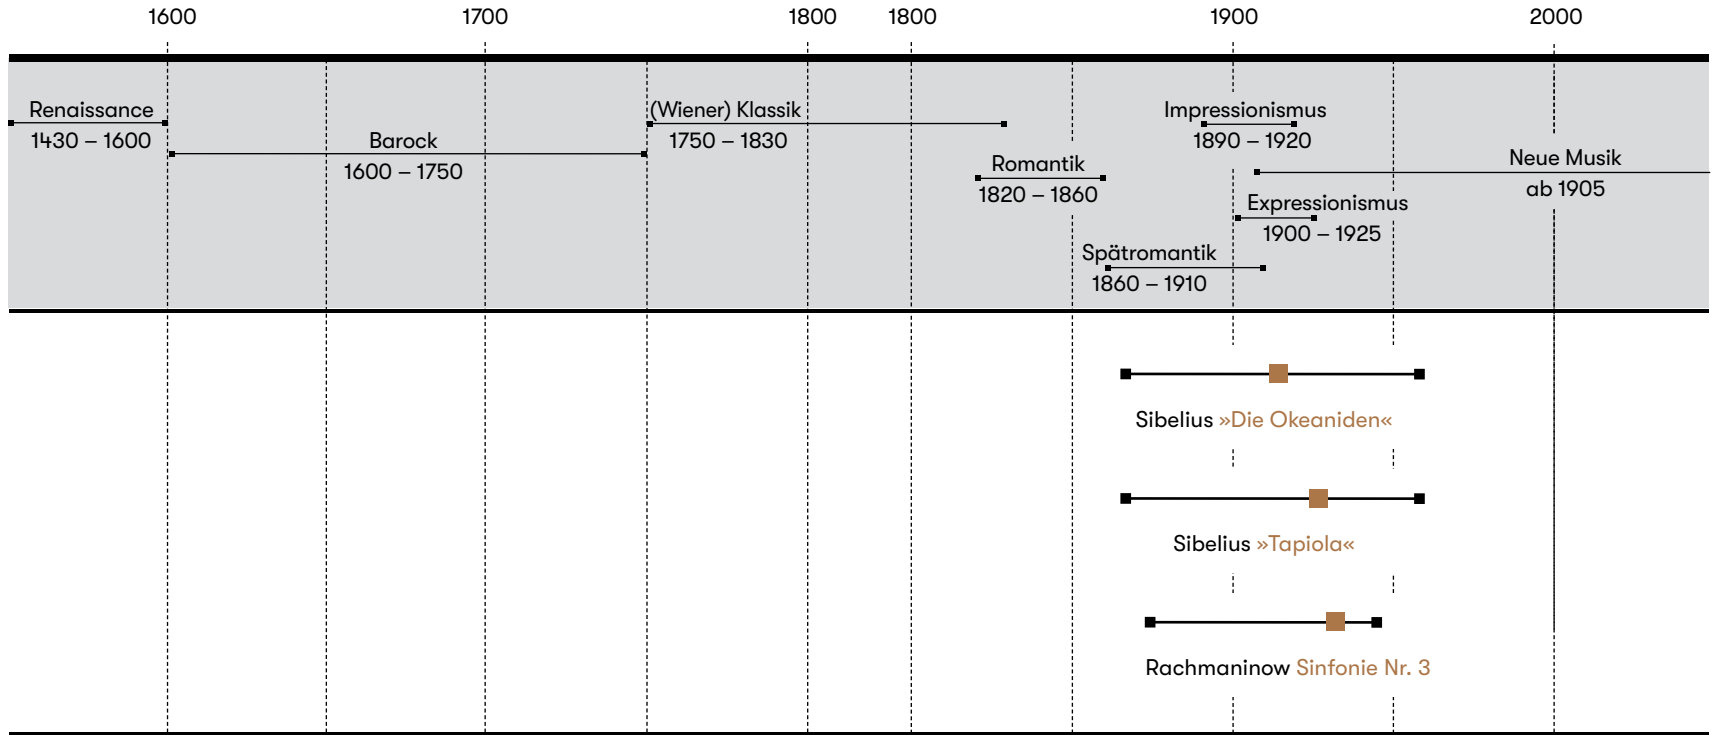 1600 1700 1800 1800 1900 2000
Renaissance
1430 – 1600
Barock
1600 – 1750
(Wiener) Klassik
1750 – 1830
Romantik
1820 – 1860
Spätromantik
1860 – 1910
Impressionismus
1890 – 1920
Expressionismus
1900 – 1925
Neue Musik
ab 1905
Sibelius »Die Okeaniden«
Sibelius »Tapiola«
Rachmaninow Sinfonie Nr. 3